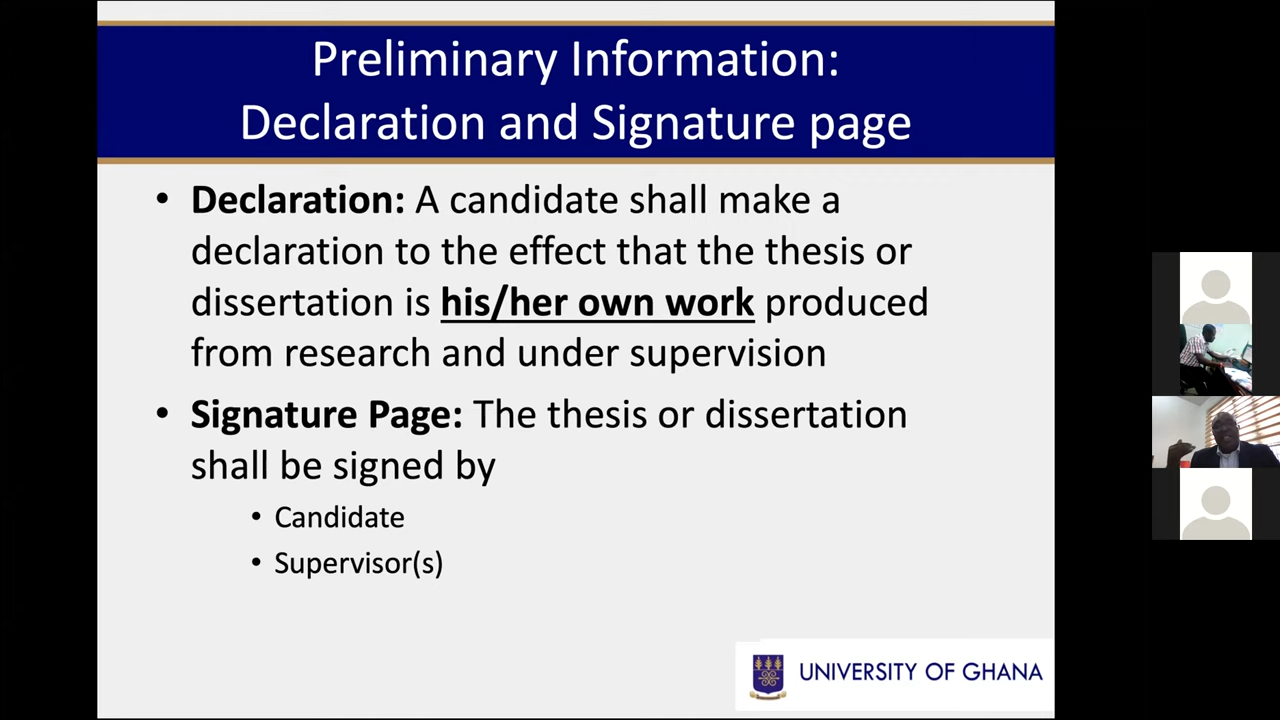 Preliminary Information:
Declaration and Signature page
• Declaration: A candidate shall make a
declaration to the effect that the thesis or
dissertation is his/her own work produced
from research and under supervision
• Signature Page: The thesis or dissertation
shall be signed by
• Candidate
• Supervisor(s)
UNIVERSITY OF GHANA